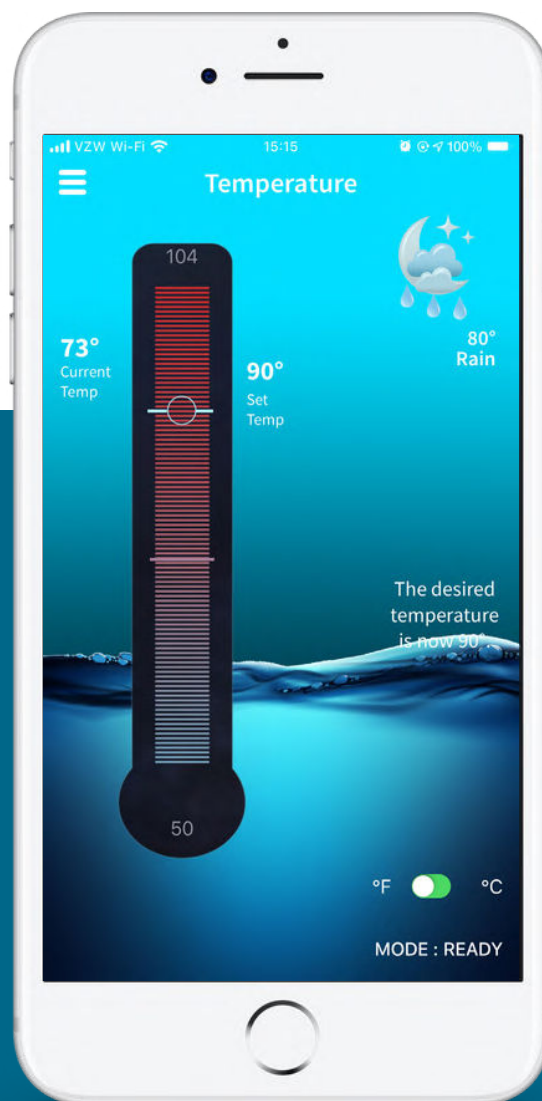 VZW Wi-Fi 15:15 100%
Temperature
104
73°
Current
Temp
90°
Set
Temp
80°
Rain
The desired
temperature
is now 90°
50
°F °C
MODE : READY